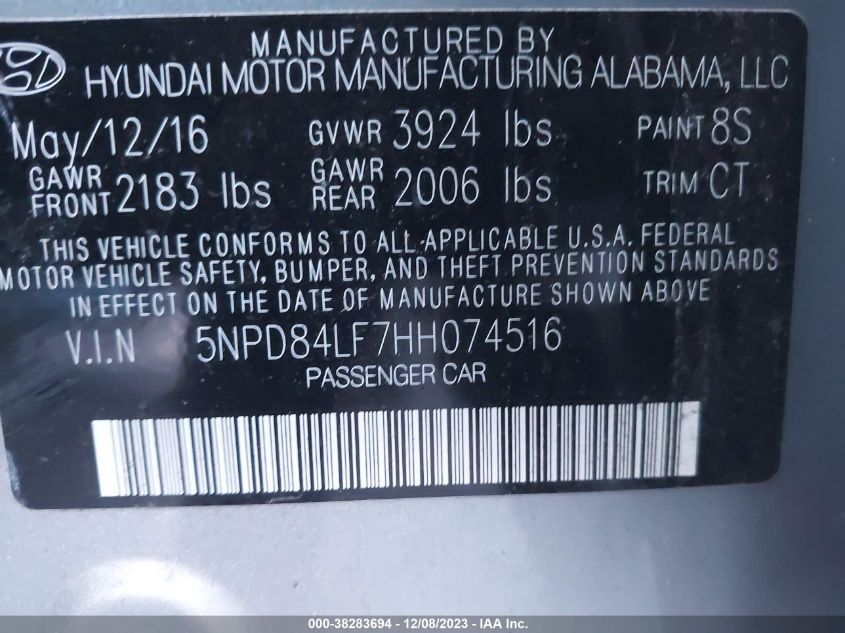 MANUFACTURED BY
HYUNDAI MOTOR MANUFACTURING ALABAMA, LLC
May/12/16 GVWR 3924 lbs PAINT 8S
GAWR FRONT 2183 lbs GAWR REAR 2006 lbs TRIM CT
THIS VEHICLE CONFORMS TO ALL APPLICABLE U.S.A. FEDERAL
MOTOR VEHICLE SAFETY, BUMPER, AND THEFT PREVENTION STANDARDS
IN EFFECT ON THE DATE OF MANUFACTURE SHOWN ABOVE
V.I.N 5NPD84LF7HH074516
PASSENGER CAR
000-38283694 - 12/08/2023 - IAA Inc.